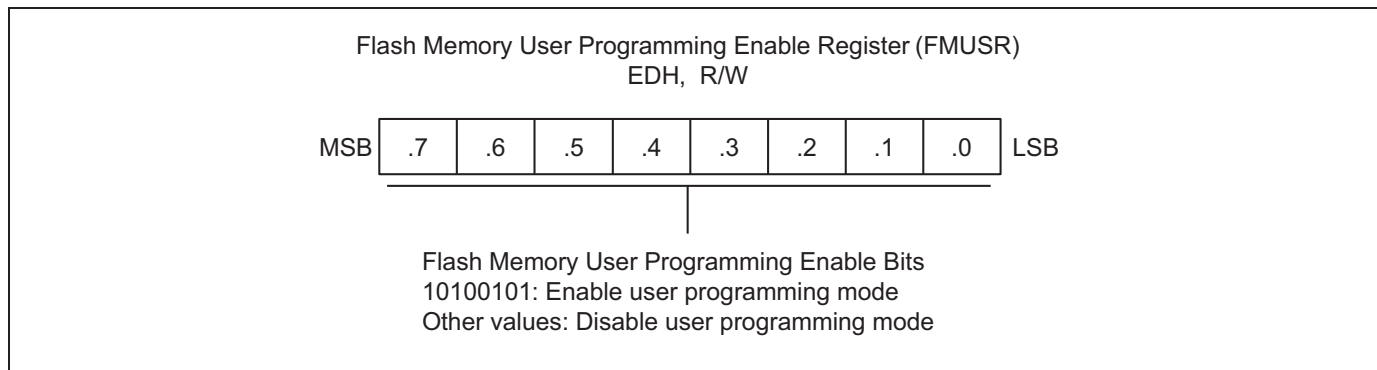 Flash Memory User Programming Enable Register (FMUSR)
EDH, R/W
MSB .7 .6 .5 .4 .3 .2 .1 .0 LSB
Flash Memory User Programming Enable Bits
10100101: Enable user programming mode
Other values: Disable user programming mode